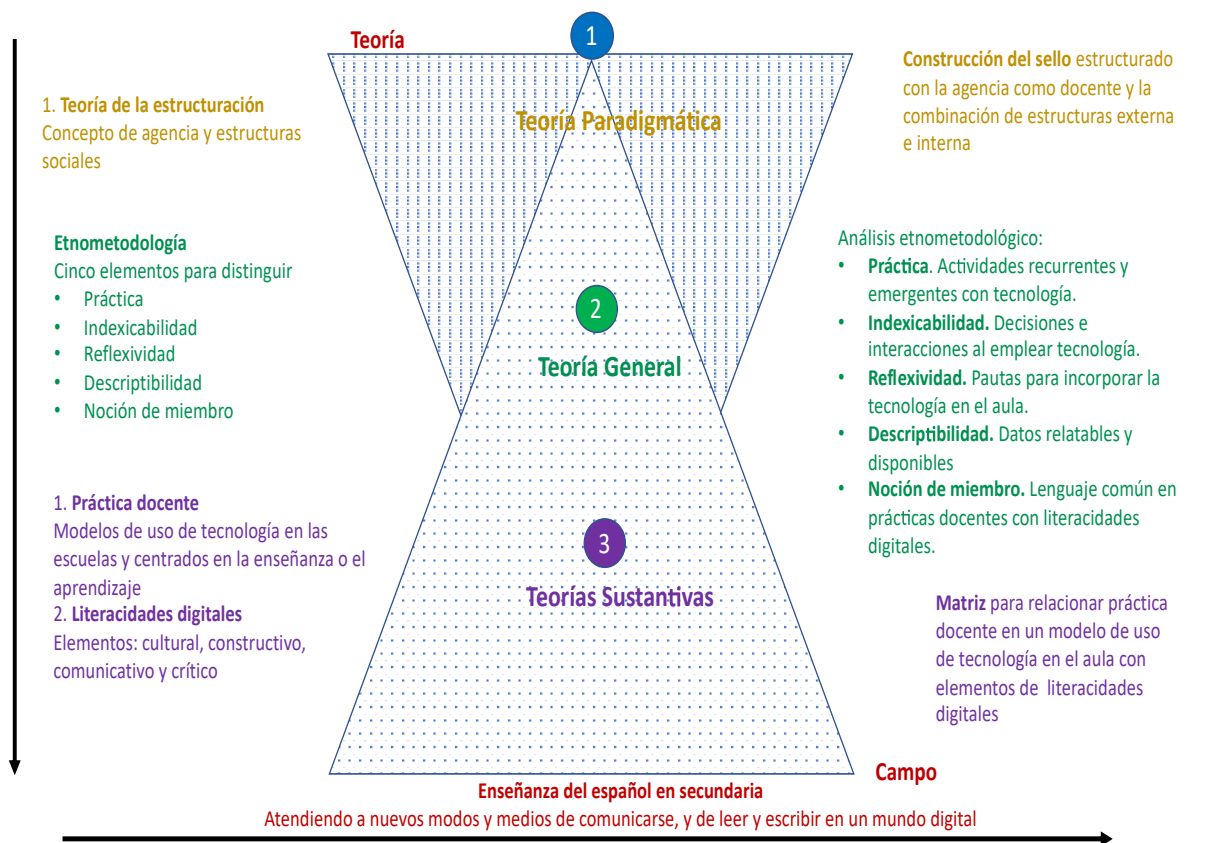 Teoría
1
Teoría Paradigmática
1. Teoría de la estructuración
Concepto de agencia y estructuras
sociales
Construcción del sello estructurado
con la agencia como docente y la
combinación de estructuras externa
e interna
Etnometodología
Cinco elementos para distinguir
• Práctica
• Indexicabilidad
• Reflexividad
• Descriptibilidad
• Noción de miembro
2
Teoría General
Análisis etnometodológico:
• Práctica. Actividades recurrentes y
emergentes con tecnología.
• Indexicabilidad. Decisiones e
interacciones al emplear tecnología.
• Reflexividad. Pautas para incorporar la
tecnología en el aula.
• Descriptibilidad. Datos relatables y
disponibles
• Noción de miembro. Lenguaje común en
prácticas docentes con literacidades
digitales.
1. Práctica docente
Modelos de uso de tecnología en las
escuelas y centrados en la enseñanza o el
aprendizaje
2. Literacidades digitales
Elementos: cultural, constructivo,
comunicativo y crítico
3
Teorías Sustantivas
Matriz para relacionar práctica
docente en un modelo de uso
de tecnología en el aula con
elementos de literacidades
digitales
Campo
Enseñanza del español en secundaria
Atendiendo a nuevos modos y medios de comunicarse, y de leer y escribir en un mundo digital